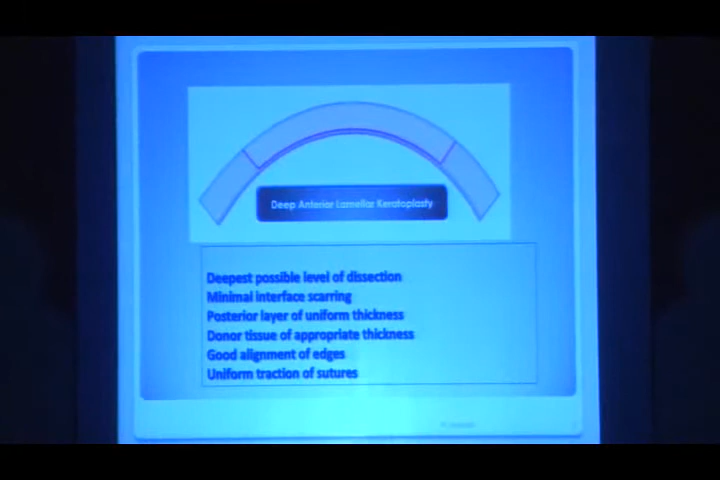 Deep Anterior Lamellar Keratoplasty
Deepest possible level of dissection
Minimal interface scarring
Posterior layer of uniform thickness
Donor tissue of appropriate thickness
Good alignment of edges
Uniform traction of sutures